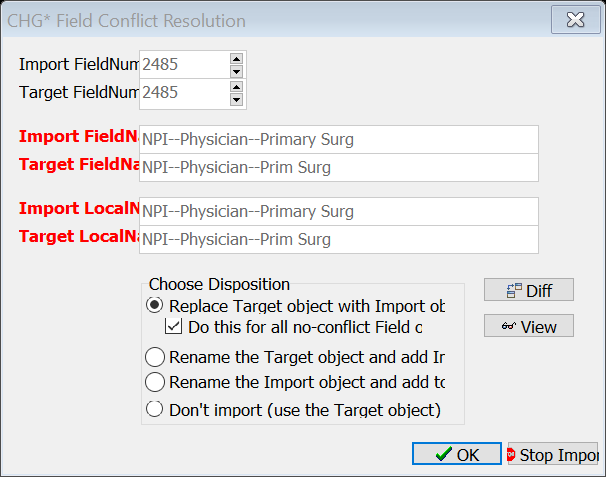 CHG* Field Conflict Resolution
Import FieldNum 2485
Target FieldNum 2485
Import FieldNa NPI--Physician--Primary Surg
Target FieldNa NPI--Physician--Prim Surg
Import LocalN NPI--Physician--Primary Surg
Target LocalNa NPI--Physician--Prim Surg
Choose Disposition
Replace Target object with Import ob
Do this for all no-conflict Field o
Rename the Target object and add Im
Rename the Import object and add to
Don't import (use the Target object)
Diff
View
OK
Stop Impor